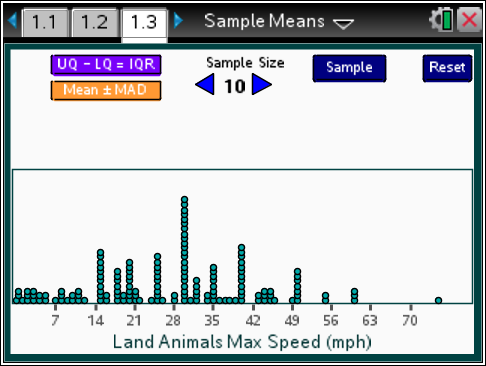 1.1 1.2 1.3 Sample Means
UQ – LQ = IQR Sample Size Sample Reset
Mean ± MAD 10
7 14 21 28 35 42 49 56 63 70
Land Animals Max Speed (mph)